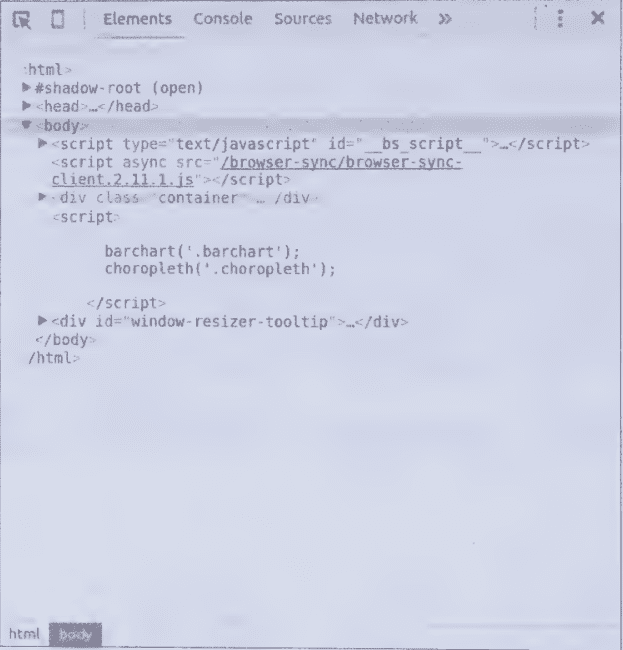 Elements Console Sources Network »
html>
▶#shadow-root (open)
▶<head>…</head>
▼<body>
▶<script type="text/javascript" id="__bs_script__">…</script>
<script async src="/browser-sync/browser-sync-
client.2.11.1.js"></script>
▶ div class "container" … /div
<script>
barchart('.barchart');
choropleth('.choropleth');
</script>
▶<div id="window-resizer-tooltip">…</div>
</body>
/html>
html body